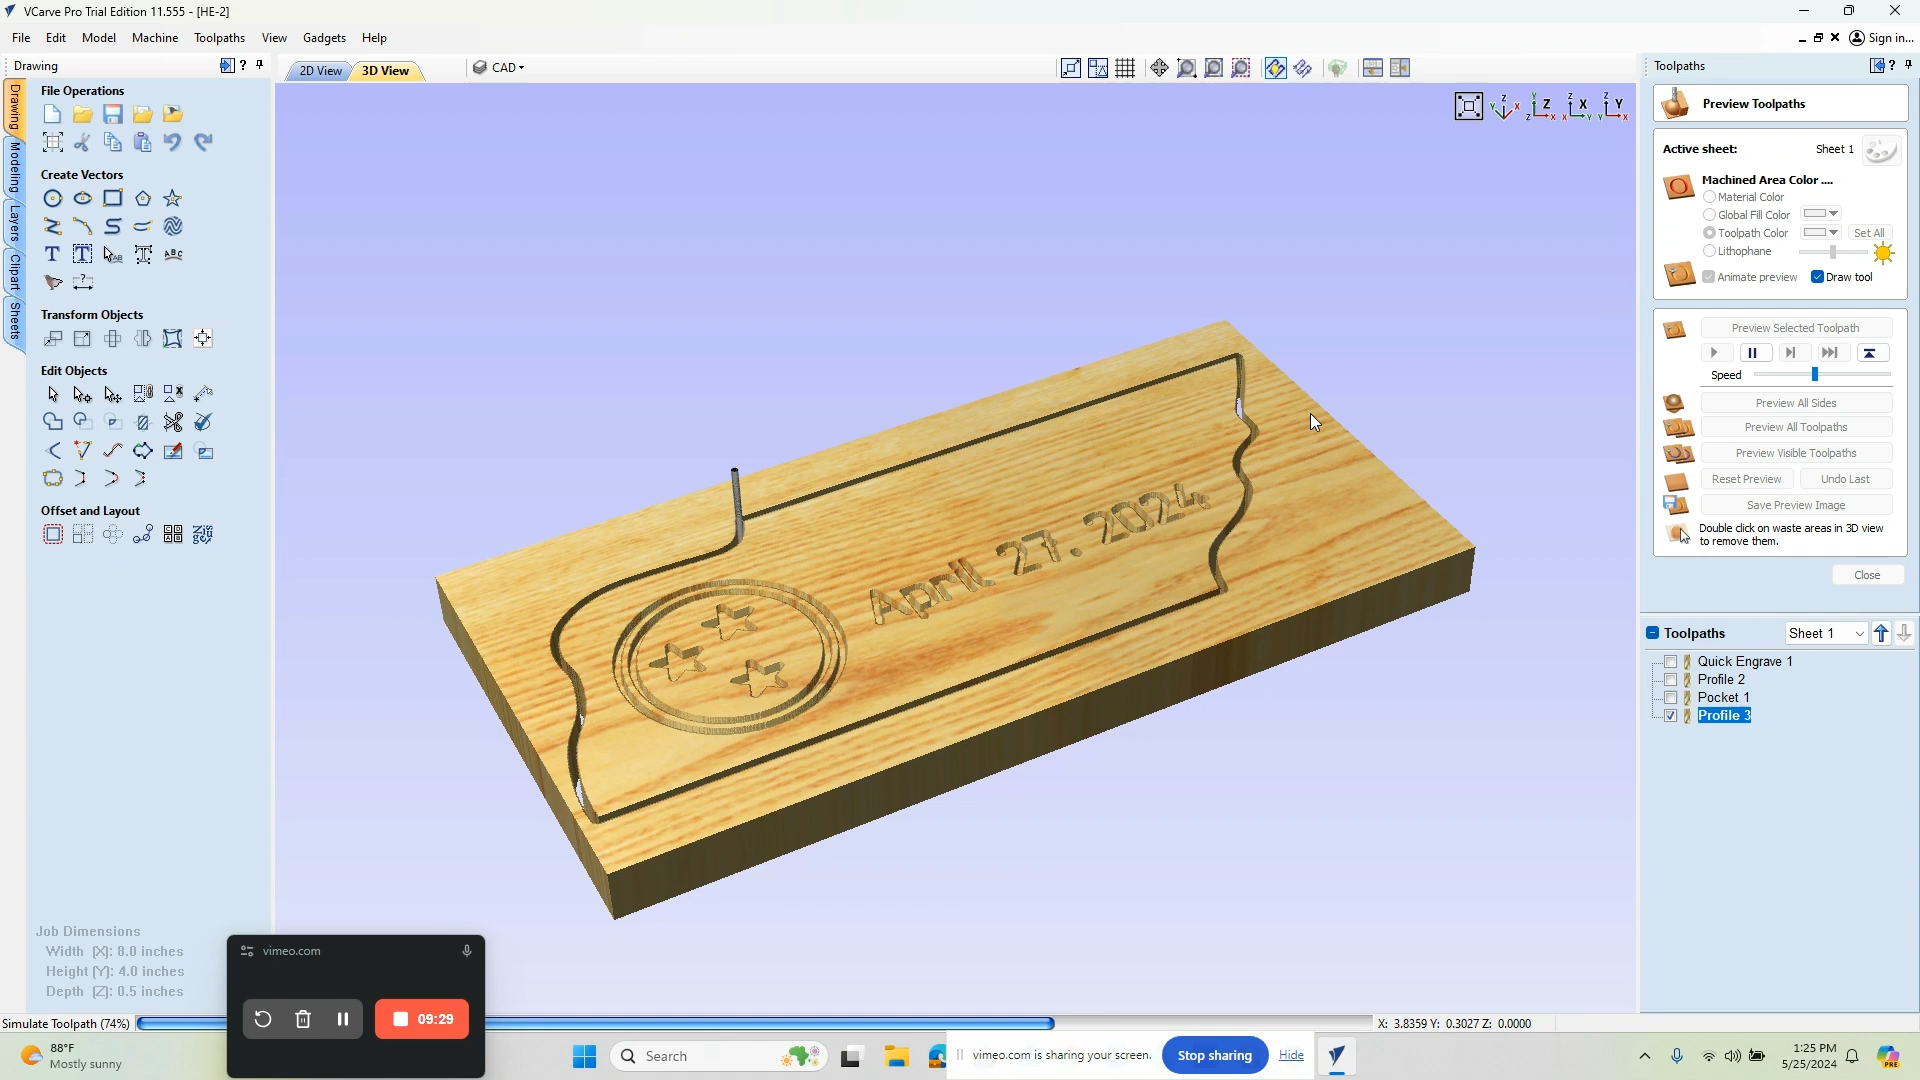 VCarve Pro Trial Edition 11.555 - [HE-2]
File Edit Model Machine Toolpaths View Gadgets Help
Sign in...
Drawing
2D View
3D View
CAD
Toolpaths
Drawing
Modeling
Layers
Clipart
Sheets
File Operations
Create Vectors
Transform Objects
Edit Objects
Offset and Layout
Job Dimensions
Width (X): 8.0 inches
Height (Y): 4.0 inches
Depth (Z): 0.5 inches
April 27. 2024
Preview Toolpaths
Active sheet: Sheet 1
Machined Area Color ....
Material Color
Global Fill Color
Toolpath Color Set All
Lithophane
Animate preview Draw tool
Preview Selected Toolpath
Speed
Preview All Sides
Preview All Toolpaths
Preview Visible Toolpaths
Reset Preview Undo Last
Save Preview Image
Double click on waste areas in 3D view
to remove them.
Close
Toolpaths Sheet 1
Quick Engrave 1
Profile 2
Pocket 1
Profile 3
vimeo.com
09:29
Simulate Toolpath (74%)
X: 3.8359 Y: 0.3027 Z: 0.0000
88°F
Mostly sunny
Search
vimeo.com is sharing your screen. Stop sharing Hide
1:25 PM
5/25/2024
PRE